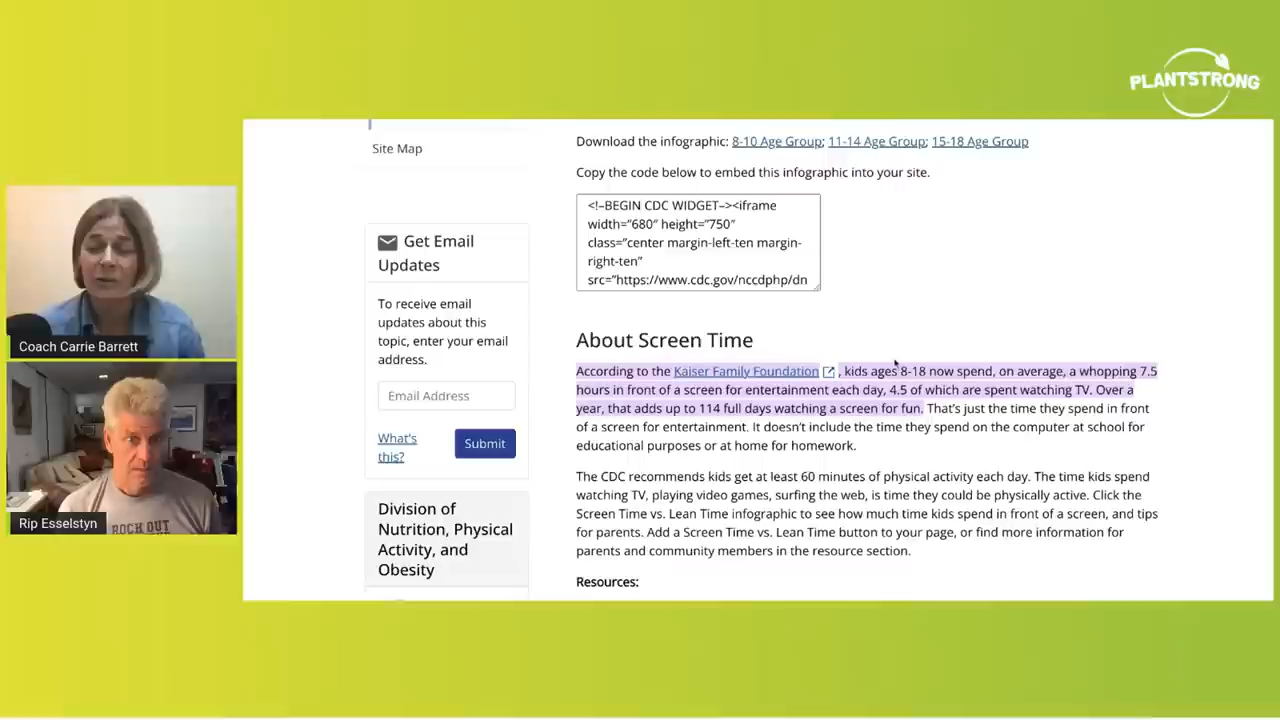 PLANTSTRONG
Site Map
Get Email
Updates
To receive email
updates about this
topic, enter your email
address.
Email Address
What's
this?
Submit
Division of
Nutrition, Physical
Activity, and
Obesity
Download the infographic: 8-10 Age Group; 11-14 Age Group; 15-18 Age Group
Copy the code below to embed this infographic into your site.
<!–BEGIN CDC WIDGET–><iframe
width="680" height="750"
class="center margin-left-ten margin-
right-ten"
src="https://www.cdc.gov/nccdphp/dn
About Screen Time
According to the Kaiser Family Foundation , kids ages 8-18 now spend, on average, a whopping 7.5
hours in front of a screen for entertainment each day, 4.5 of which are spent watching TV. Over a
year, that adds up to 114 full days watching a screen for fun. That's just the time they spend in front
of a screen for entertainment. It doesn't include the time they spend on the computer at school for
educational purposes or at home for homework.
The CDC recommends kids get at least 60 minutes of physical activity each day. The time kids spend
watching TV, playing video games, surfing the web, is time they could be physically active. Click the
Screen Time vs. Lean Time infographic to see how much time kids spend in front of a screen, and tips
for parents. Add a Screen Time vs. Lean Time button to your page, or find more information for
parents and community members in the resource section.
Resources:
Coach Carrie Barrett
ROCK OUT
Rip Esselstyn